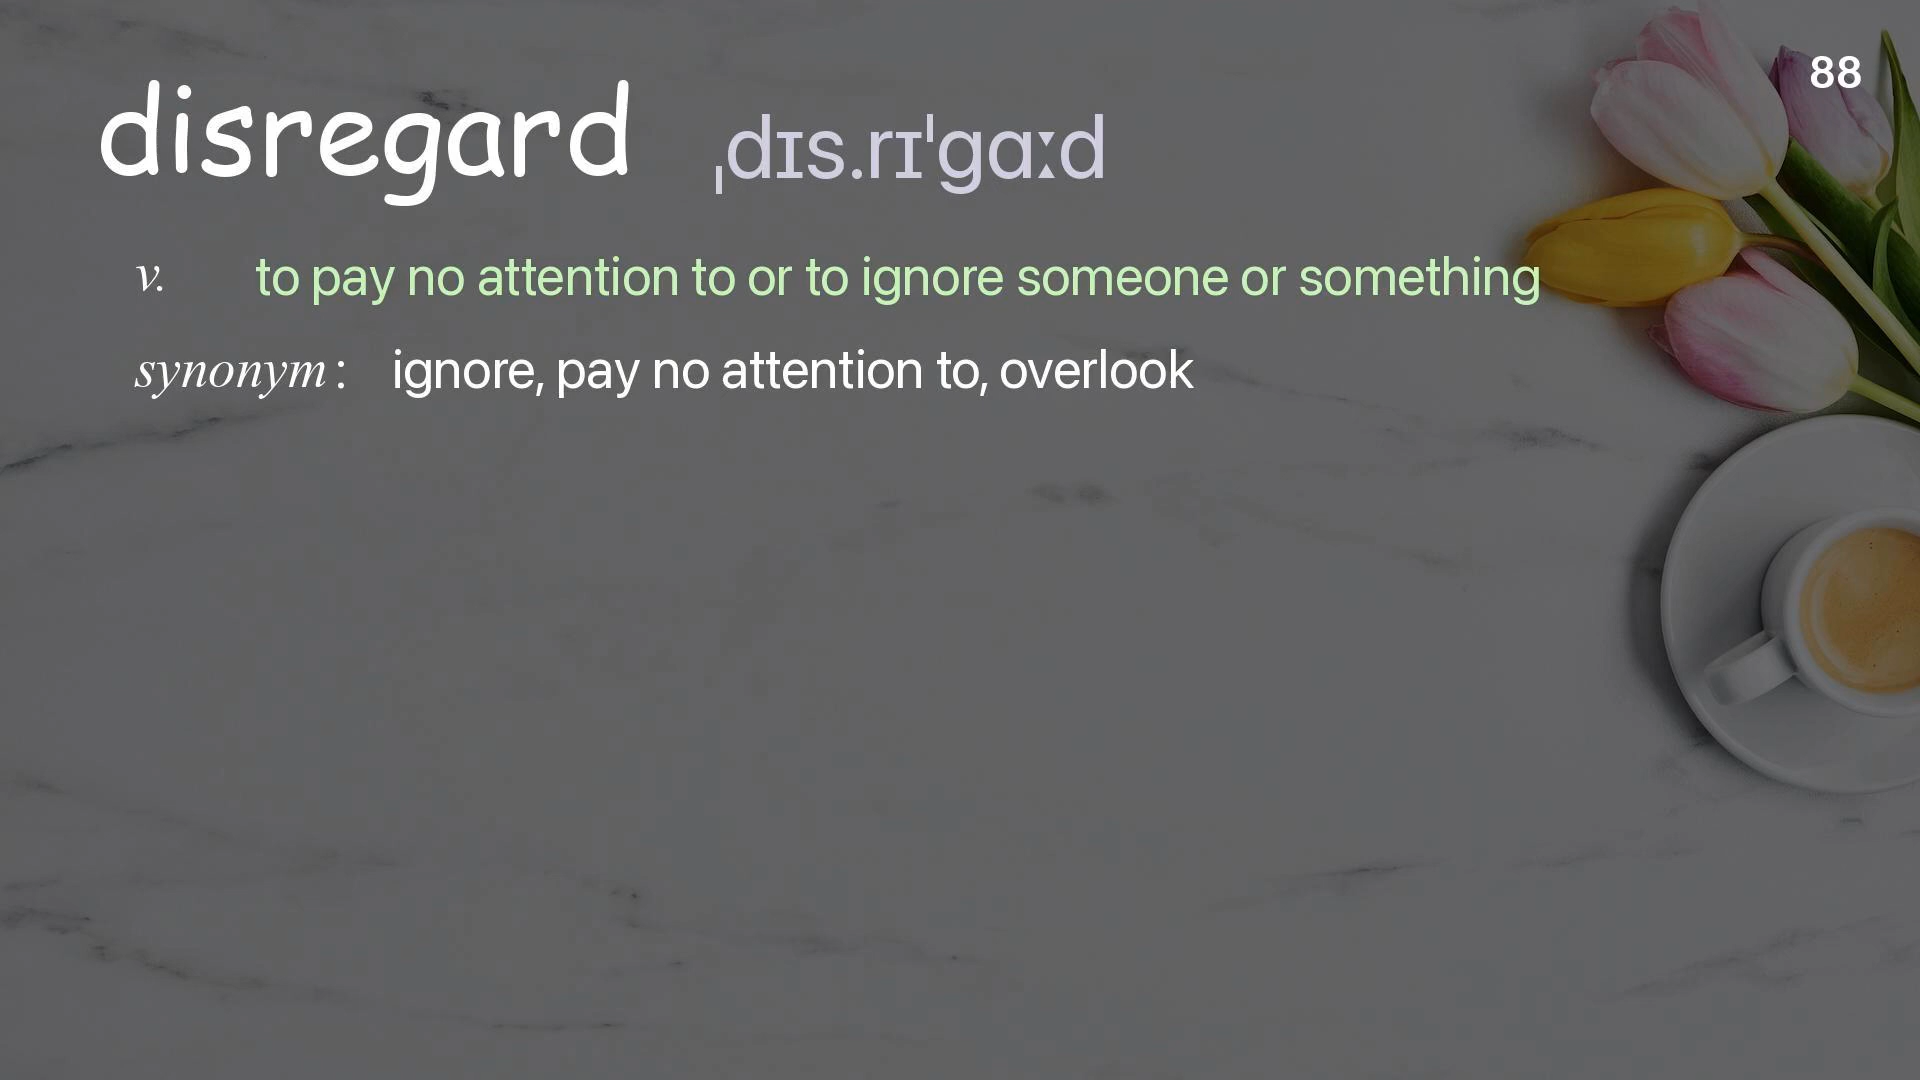 88
disregard ˌdɪs.rɪˈɡɑːd
v. to pay no attention to or to ignore someone or something
synonym : ignore, pay no attention to, overlook